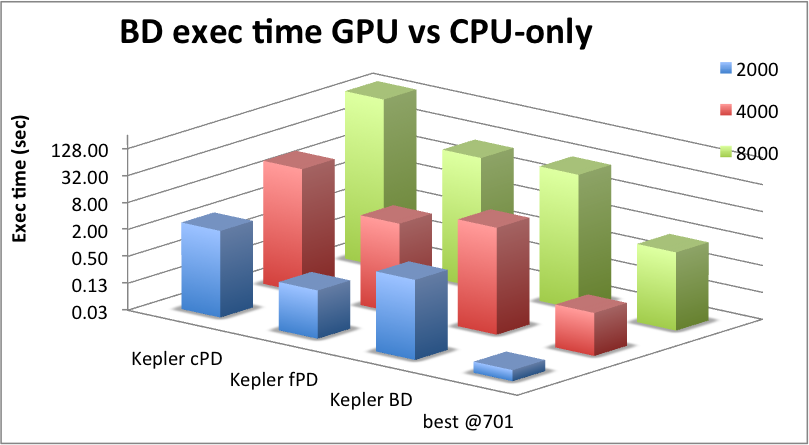 BD exec time GPU vs CPU-only
2000
4000
8000
Exec time (sec)
128.00
32.00
8.00
2.00
0.50
0.13
0.03
Kepler cPD
Kepler fPD
Kepler BD
best @701